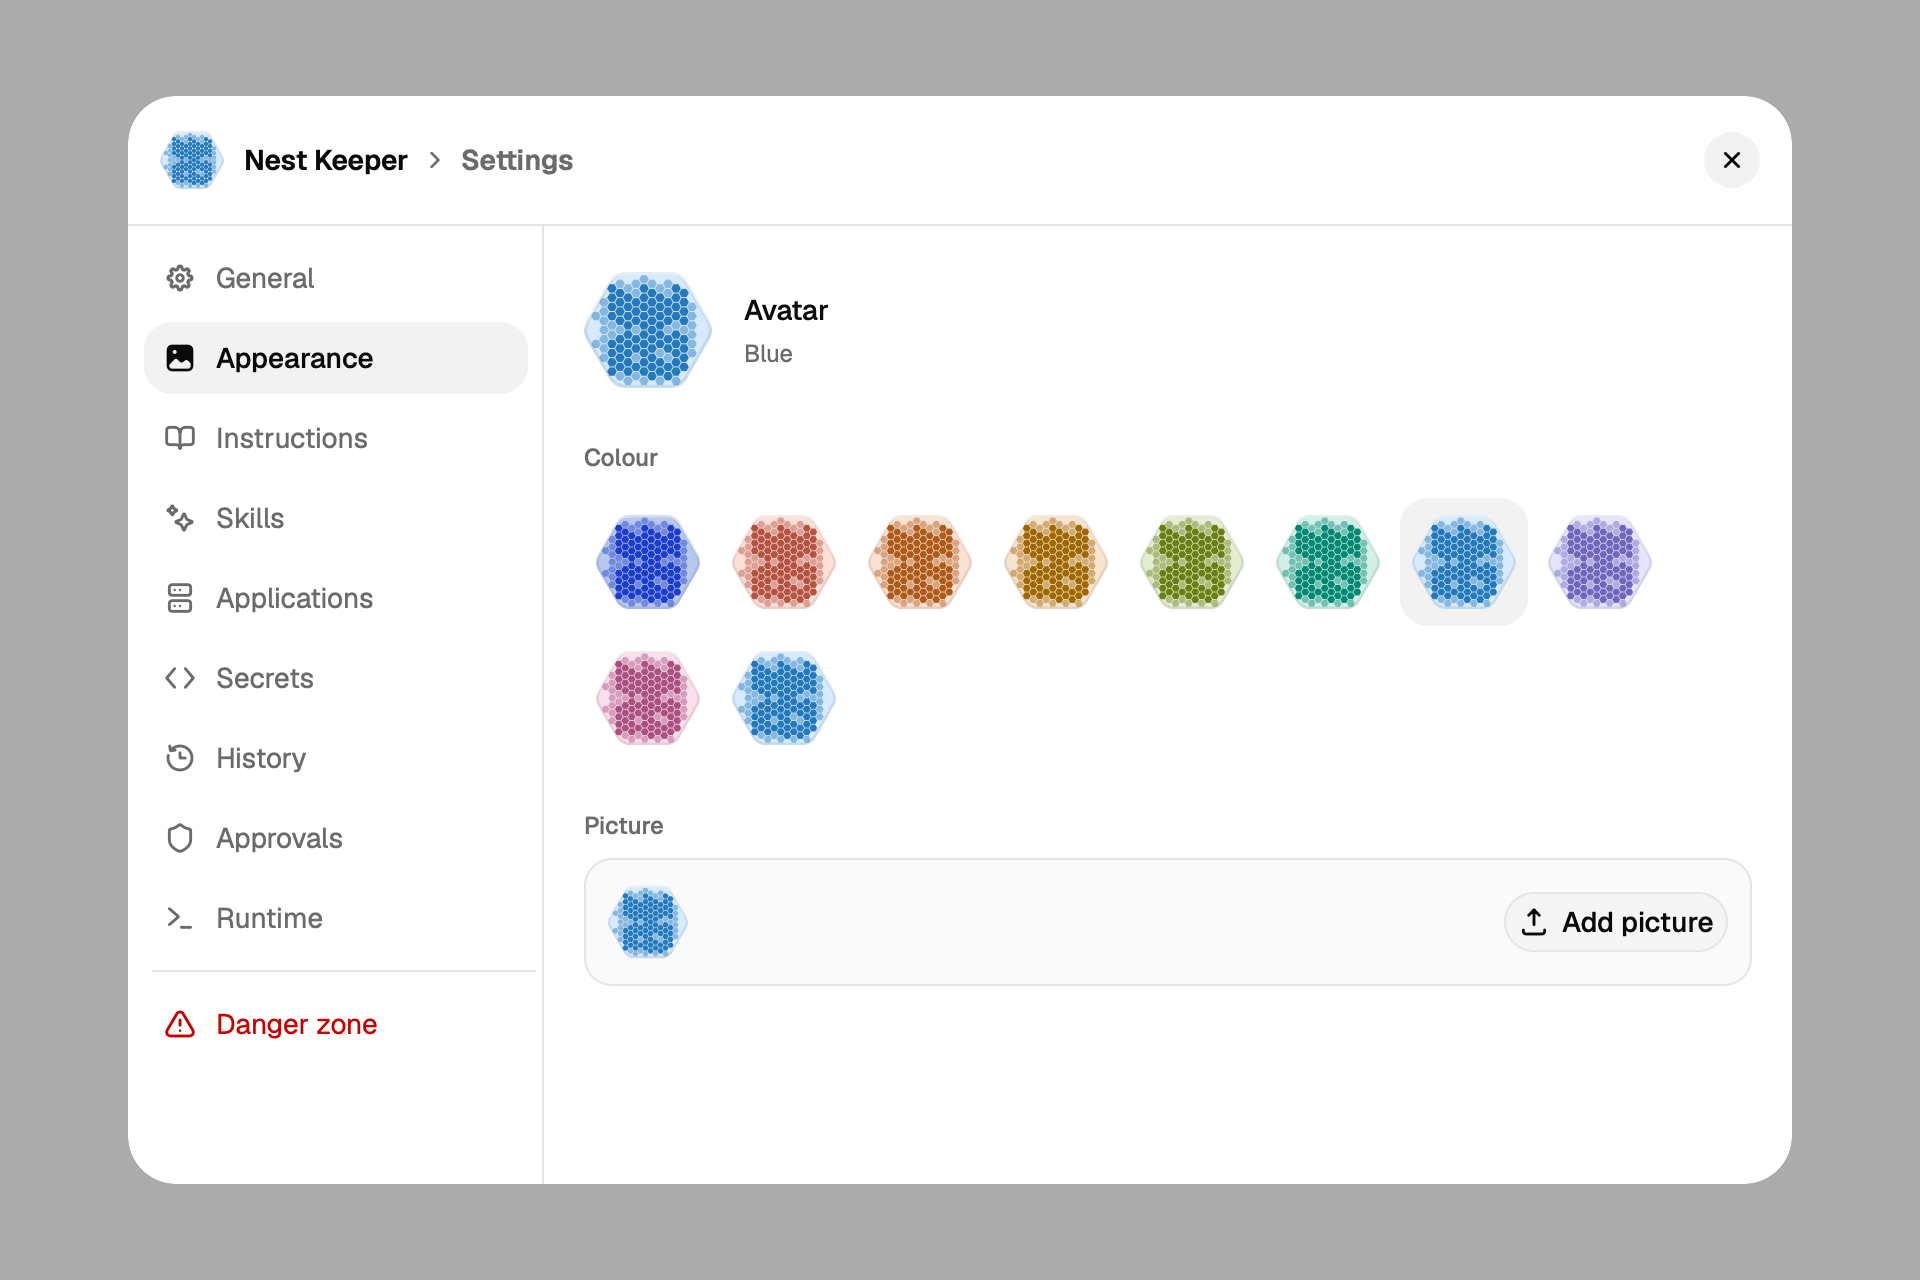 Nest Keeper > Settings
General
Appearance
Instructions
Skills
Applications
Secrets
History
Approvals
Runtime
Danger zone
Avatar
Blue
Colour
Picture
Add picture